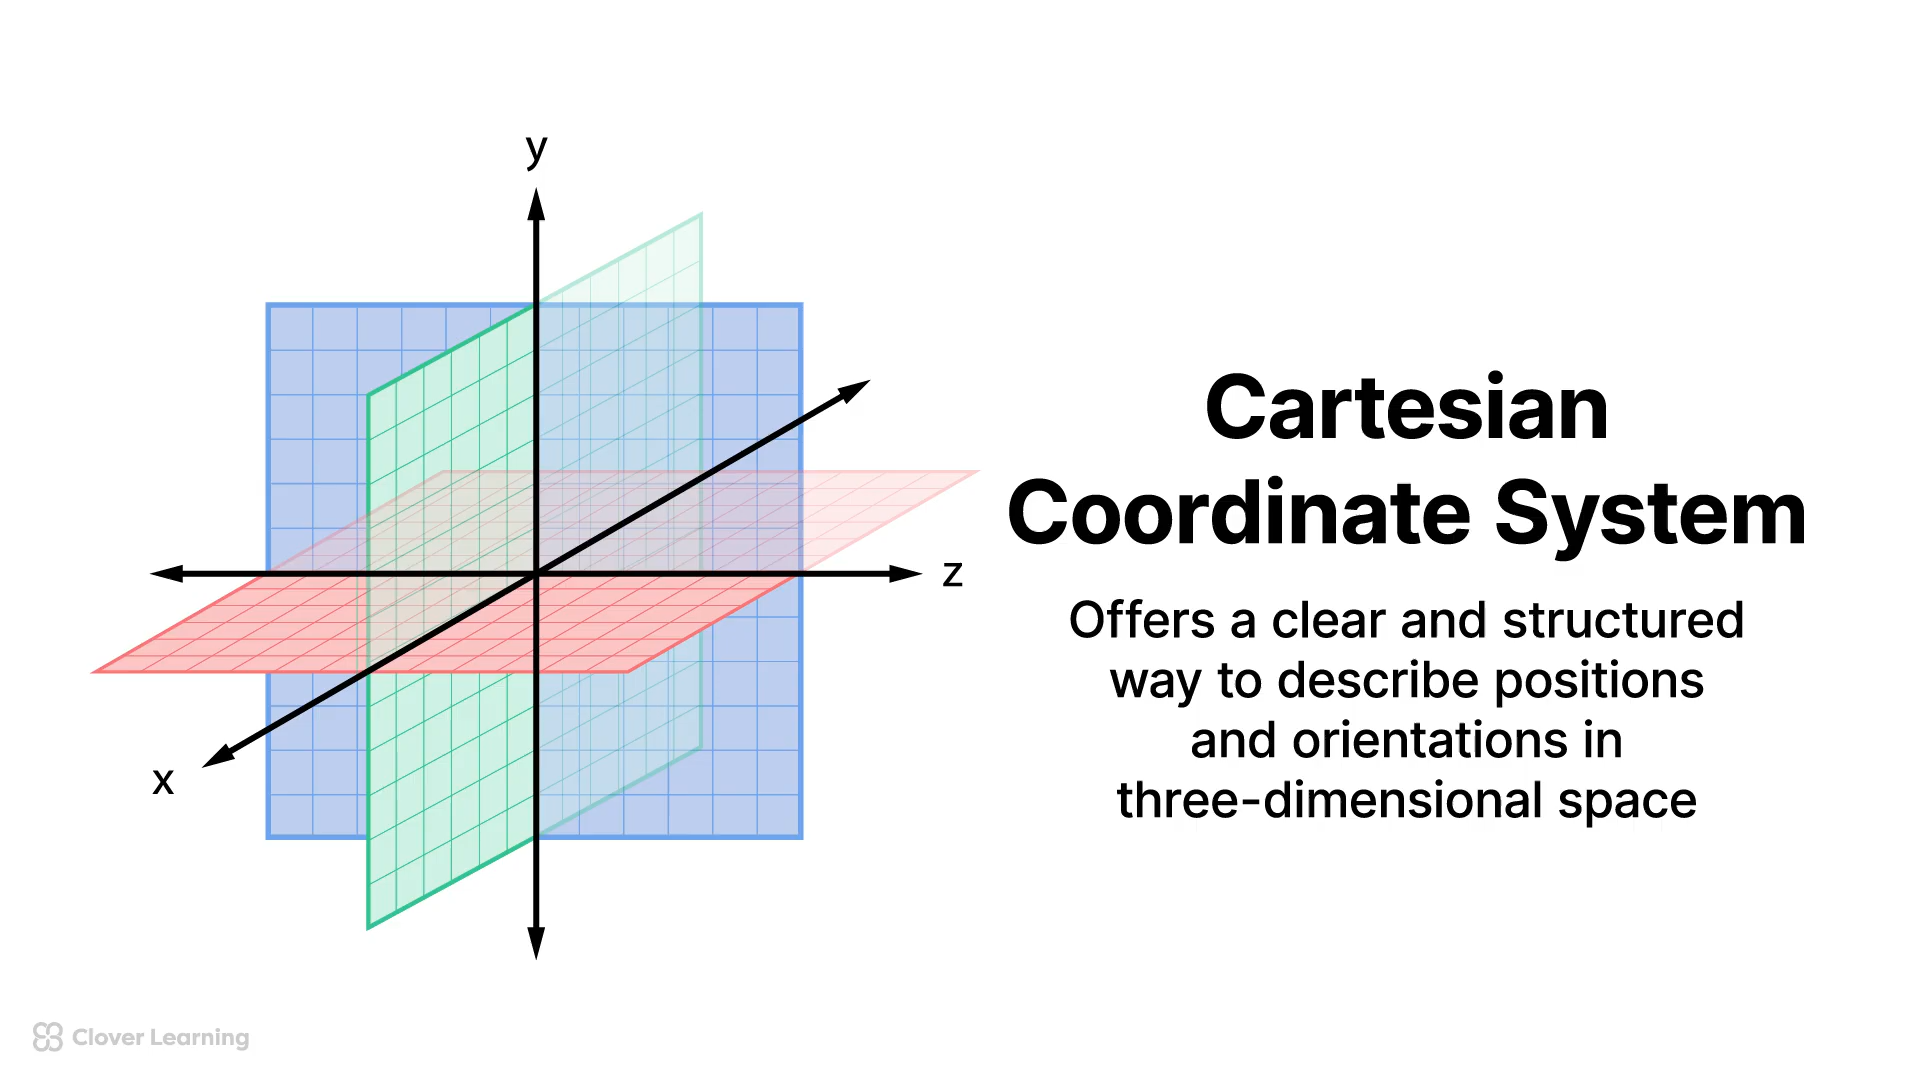 y
z
x
Cartesian
Coordinate System
Offers a clear and structured
way to describe positions
and orientations in
three-dimensional space
Clover Learning